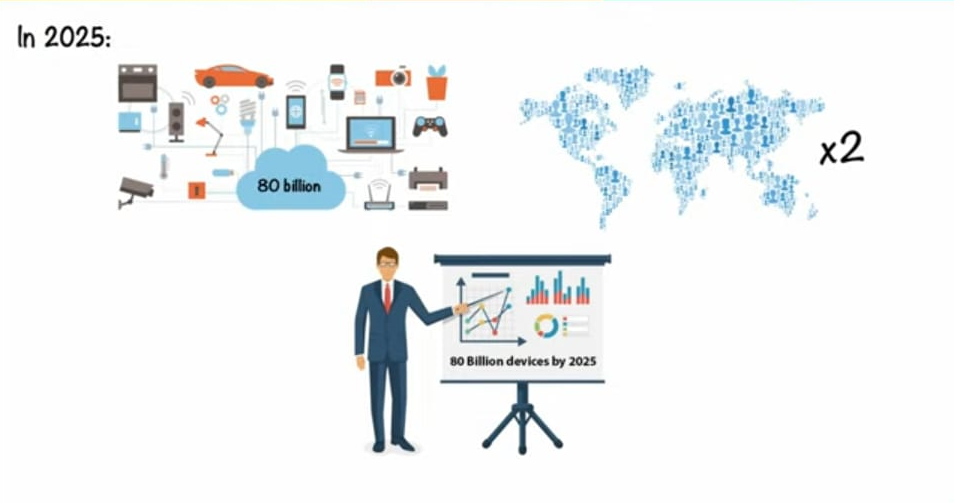 In 2025:
80 billion
x2
80 Billion devices by 2025